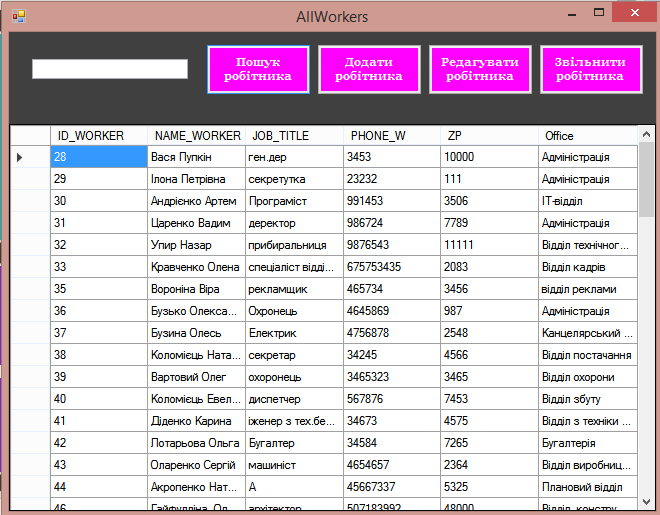 AllWorkers
Пошук робітника
Додати робітника
Редагувати робітника
Звільнити робітника
ID_WORKER NAME_WORKER JOB_TITLE PHONE_W ZP Office
28 Вася Пупкін ген.дер 3453 10000 Адміністрація
29 Ілона Петрівна секретутка 23232 111 Адміністрація
30 Андрієнко Артем Програміст 991453 3506 ІТ-відділ
31 Царенко Вадим деректор 986724 7789 Адміністрація
32 Упир Назар прибиральниця 9876543 11111 Відділ технічног...
33 Кравченко Олена спеціаліст відді... 675753435 2083 Відділ кадрів
35 Вороніна Віра рекламщик 465734 3456 відділ реклами
36 Бузько Олекса... Охронець 4645869 987 Адміністрація
37 Бузина Олесь Електрик 4756878 2548 Канцелярський ...
38 Коломієць Ната... секретар 34245 4566 Відділ постачання
39 Вартовий Олег охоронець 3465323 3465 Відділ охорони
40 Коломієць Евел... диспетчер 567876 7453 Відділ збуту
41 Діденко Карина іженер з тех.бе... 34673 4575 Відділ з техніки ...
42 Лотарьова Ольга Бугалтер 34584 7265 Бугалтерія
43 Оларенко Сергій машиніст 4654657 2364 Відділ виробниц...
44 Акропенко Нат... А 45667337 5325 Плановий відділ
46 Гайфулліна Ол... архітектор 507183992 48000 Відділ констру...